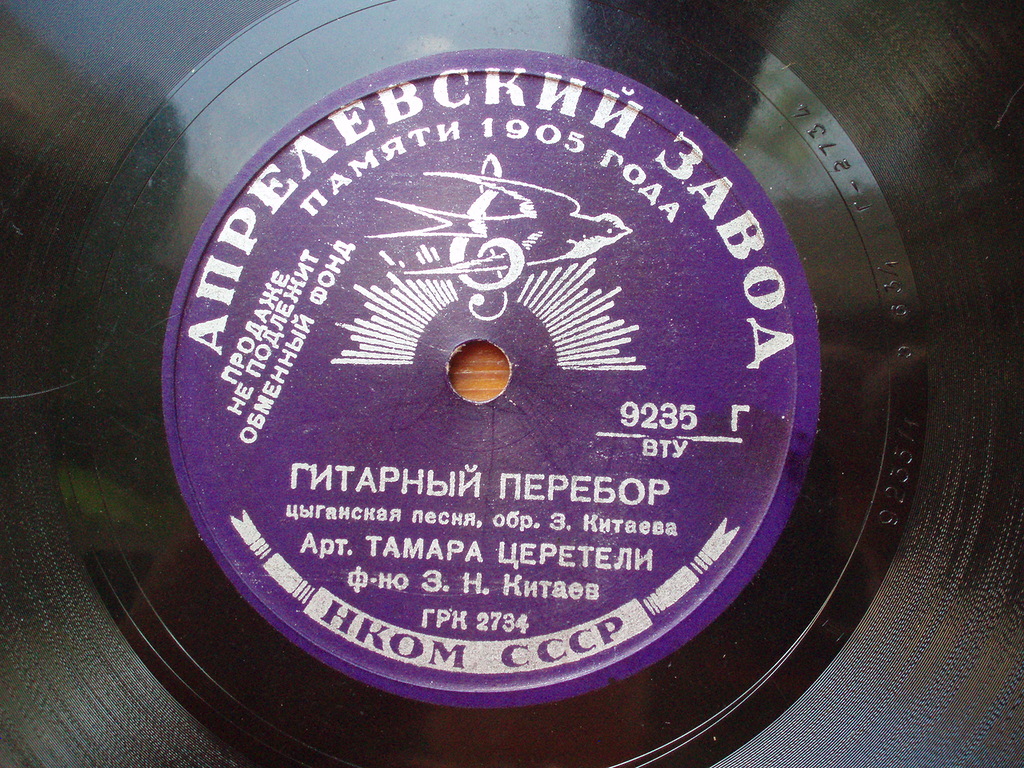 АПРЕЛЕВСКИЙ ЗАВОД
ПАМЯТИ 1905 ГОДА
ПРОДАЖЕ
НЕ ПОДЛЕЖИТ
ОБМЕННЫЙ ФОНД
9235 Г
ВТУ
ГИТАРНЫЙ ПЕРЕБОР
цыганская песня, обр. З. Китаева
Арт. ТАМАРА ЦЕРЕТЕЛИ
ф-но З. Н. Китаев
ГРК 2734
НКОМ СССР
Г-2734